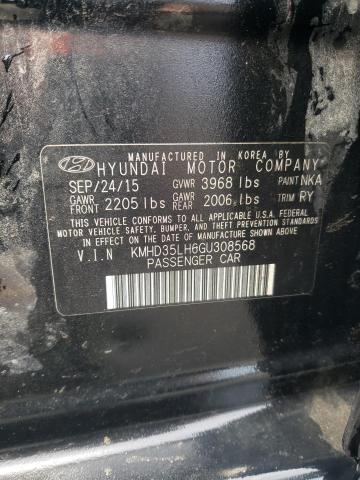 MANUFACTURED IN KOREA BY
HYUNDAI MOTOR COMPANY
SEP/24/15 GVWR 3968 lbs PAINT NKA
GAWR FRONT 2205 lbs GAWR REAR 2006 lbs TRIM RY
THIS VEHICLE CONFORMS TO ALL APPLICABLE U.S.A. FEDERAL
MOTOR VEHICLE SAFETY, BUMPER, AND THEFT PREVENTION
STANDARDS IN EFFECT ON THE DATE OF MANUFACTURE SHOWN ABOVE
V.I.N KMHD35LH6GU308568
PASSENGER CAR